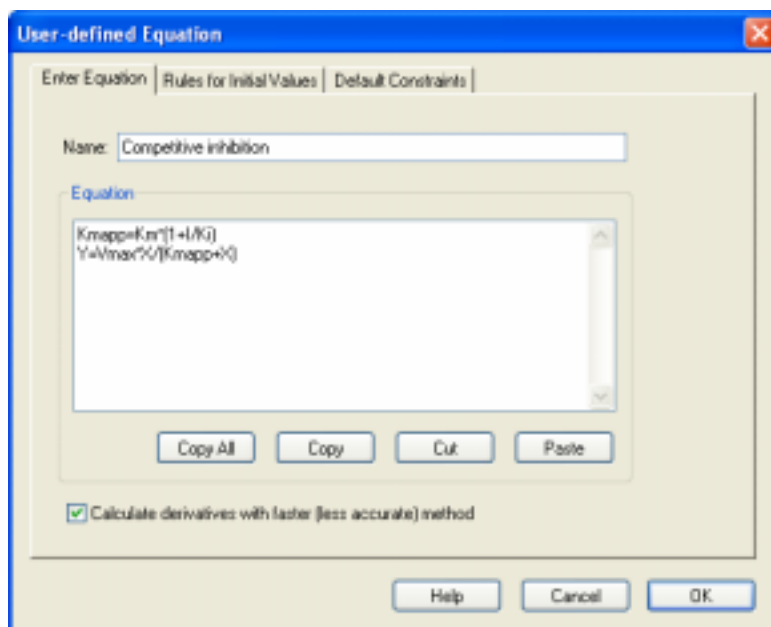 User-defined Equation
Enter Equation Rules for Initial Values Default Constraints
Name: Competitive inhibition
Equation
Kmapp=Km*(1+I/Ki)
Y=Vmax*X/(Kmapp+X)
Copy All Copy Cut Paste
Calculate derivatives with faster (less accurate) method
Help Cancel OK